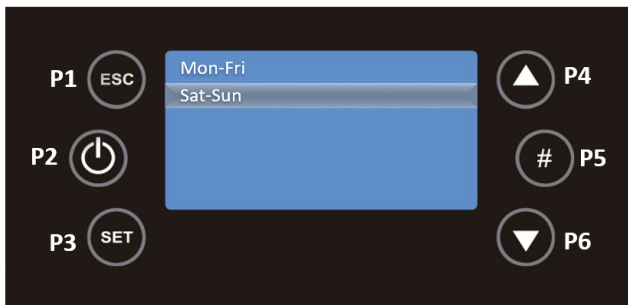 P1 ESC
Mon-Fri
Sat-Sun
P4
P2
# P5
P3 SET
P6